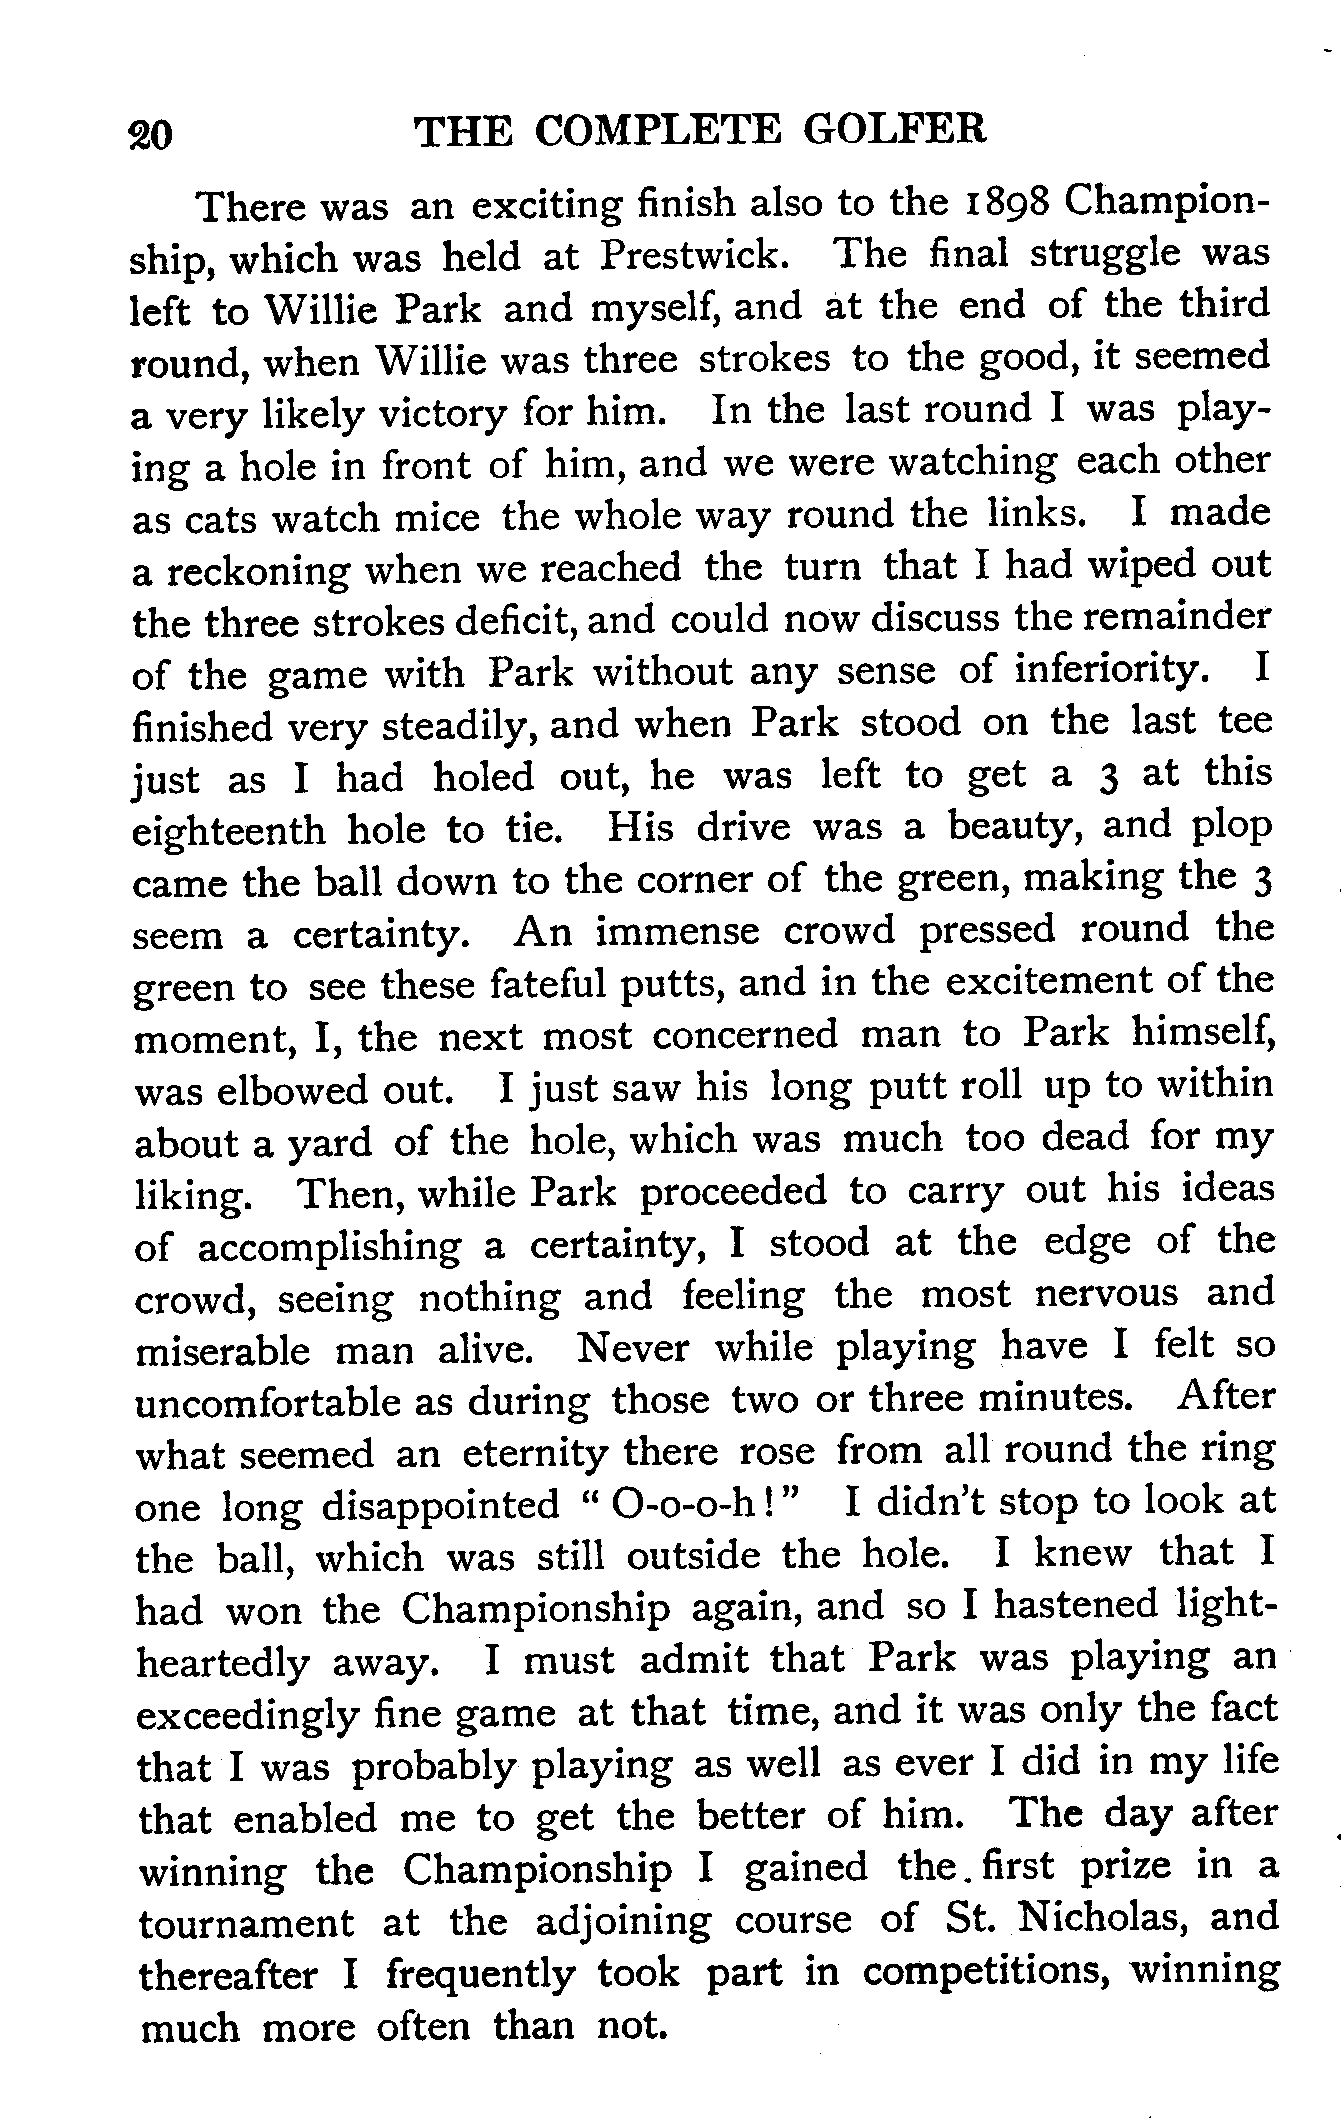 20 THE COMPLETE GOLFER
There was an exciting finish also to the 1898 Champion-
ship, which was held at Prestwick. The final struggle was
left to Willie Park and myself, and at the end of the third
round, when Willie was three strokes to the good, it seemed
a very likely victory for him. In the last round I was play-
ing a hole in front of him, and we were watching each other
as cats watch mice the whole way round the links. I made
a reckoning when we reached the turn that I had wiped out
the three strokes deficit, and could now discuss the remainder
of the game with Park without any sense of inferiority. I
finished very steadily, and when Park stood on the last tee
just as I had holed out, he was left to get a 3 at this
eighteenth hole to tie. His drive was a beauty, and plop
came the ball down to the corner of the green, making the 3
seem a certainty. An immense crowd pressed round the
green to see these fateful putts, and in the excitement of the
moment, I, the next most concerned man to Park himself,
was elbowed out. I just saw his long putt roll up to within
about a yard of the hole, which was much too dead for my
liking. Then, while Park proceeded to carry out his ideas
of accomplishing a certainty, I stood at the edge of the
crowd, seeing nothing and feeling the most nervous and
miserable man alive. Never while playing have I felt so
uncomfortable as during those two or three minutes. After
what seemed an eternity there rose from all round the ring
one long disappointed " O-o-o-h!" I didn't stop to look at
the ball, which was still outside the hole. I knew that I
had won the Championship again, and so I hastened light-
heartedly away. I must admit that Park was playing an
exceedingly fine game at that time, and it was only the fact
that I was probably playing as well as ever I did in my life
that enabled me to get the better of him. The day after
winning the Championship I gained the first prize in a
tournament at the adjoining course of St. Nicholas, and
thereafter I frequently took part in competitions, winning
much more often than not.